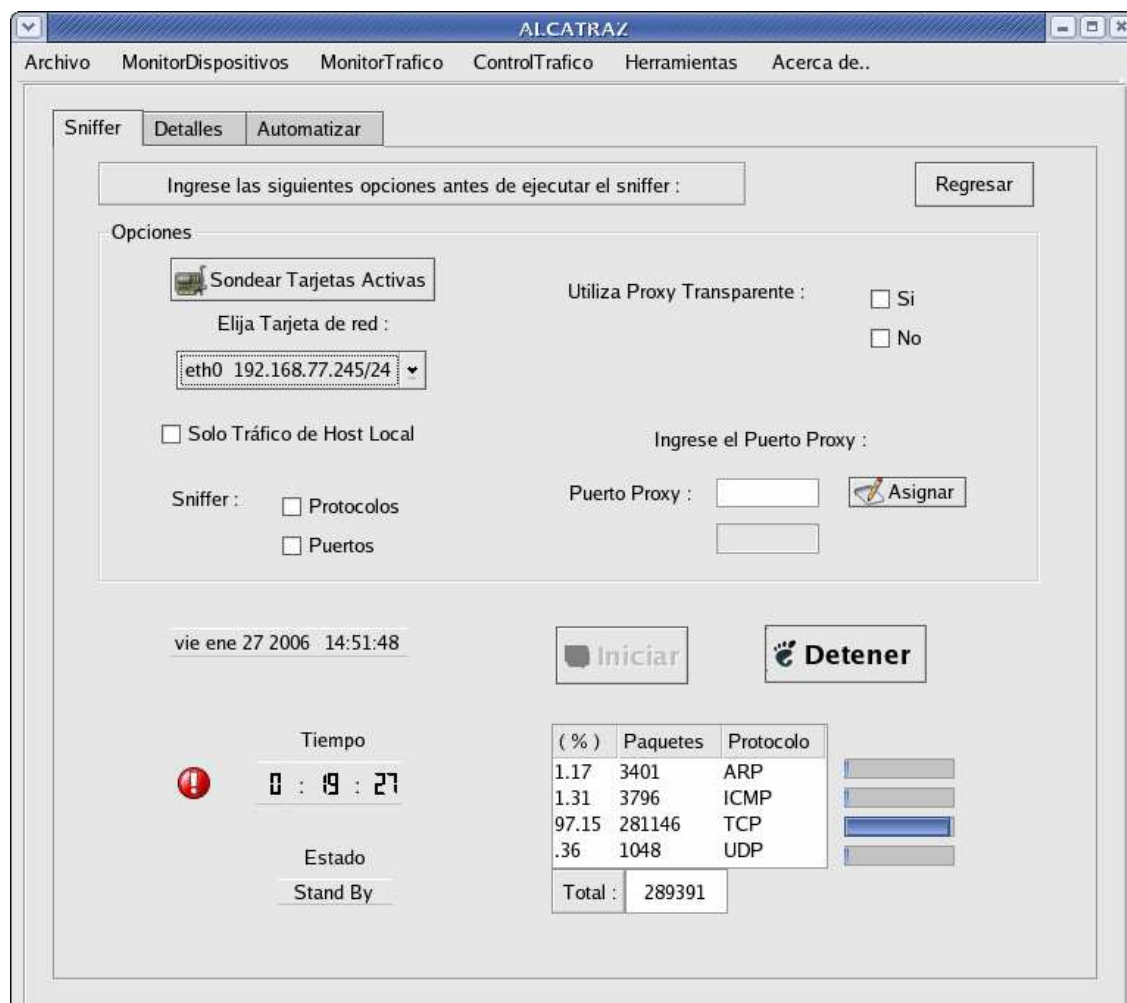 ALCATRAZ
Archivo MonitorDispositivos MonitorTrafico ControlTrafico Herramientas Acerca de..
Sniffer Detalles Automatizar
Ingrese las siguientes opciones antes de ejecutar el sniffer : Regresar
Opciones
Sondear Tarjetas Activas
Utiliza Proxy Transparente : Si
No
Elija Tarjeta de red :
eth0 192.168.77.245/24
Solo Tráfico de Host Local
Ingrese el Puerto Proxy :
Sniffer : Protocolos
Puertos
Puerto Proxy : Asignar
vie ene 27 2006 14:51:48
Iniciar Detener
Tiempo
0 : 19 : 27
Estado
Stand By
( % ) Paquetes Protocolo
1.17 3401 ARP
1.31 3796 ICMP
97.15 281146 TCP
.36 1048 UDP
Total : 289391